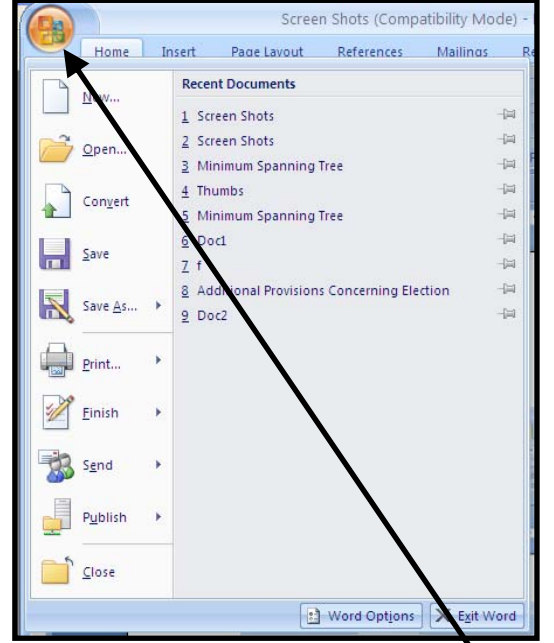 Screen Shots (Compatibility Mode) -
Home Insert Page Layout References Mailings Re
New...
Open...
Convert
Save
Save As...
Print...
Finish
Send
Publish
Close
Recent Documents
1 Screen Shots
2 Screen Shots
3 Minimum Spanning Tree
4 Thumbs
5 Minimum Spanning Tree
6 Doc1
7 f
8 Additional Provisions Concerning Election
9 Doc2
Word Options Exit Word